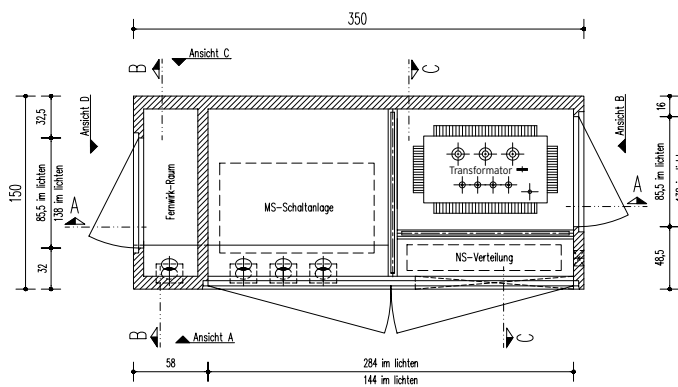 350
B
Ansicht C
C
Ansicht D
Ansicht B
150
32,5
85,5 im lichten
138 im lichten
32
A
Fernwirk-Raum
MS-Schaltanlage
Transformator
NS-Verteilung
A
16
85,5 im lichten
48,5
B
Ansicht A
C
58
284 im lichten
144 im lichten